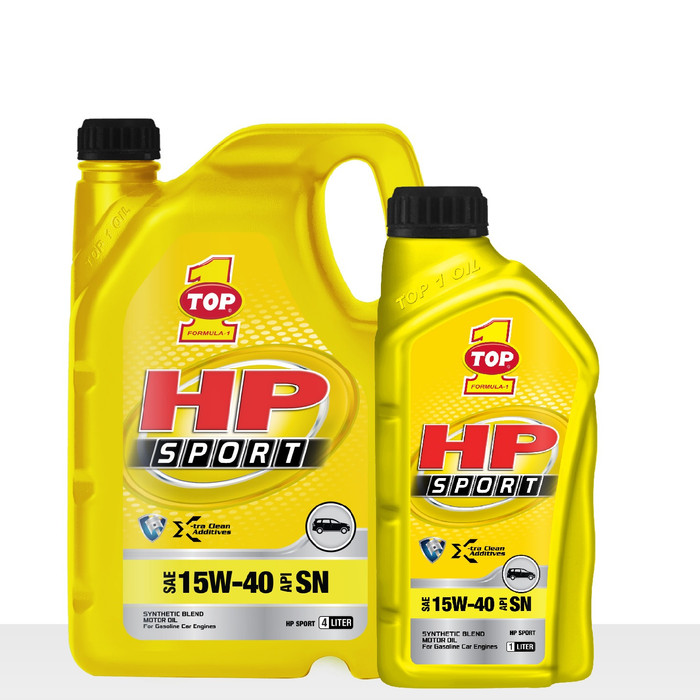 TOP 1 OIL
1
TOP
FORMULA-1
HP
SPORT
X-tra Clean
Additives
SAE 15W-40 API SN
SYNTHETIC BLEND
MOTOR OIL
For Gasoline Car Engines
HP SPORT 4 LITER
TOP 1 OIL
1
TOP
FORMULA-1
HP
SPORT
X-tra Clean
Additives
SAE 15W-40 API SN
SYNTHETIC BLEND
MOTOR OIL
For Gasoline Car Engines
HP SPORT
1 LITER